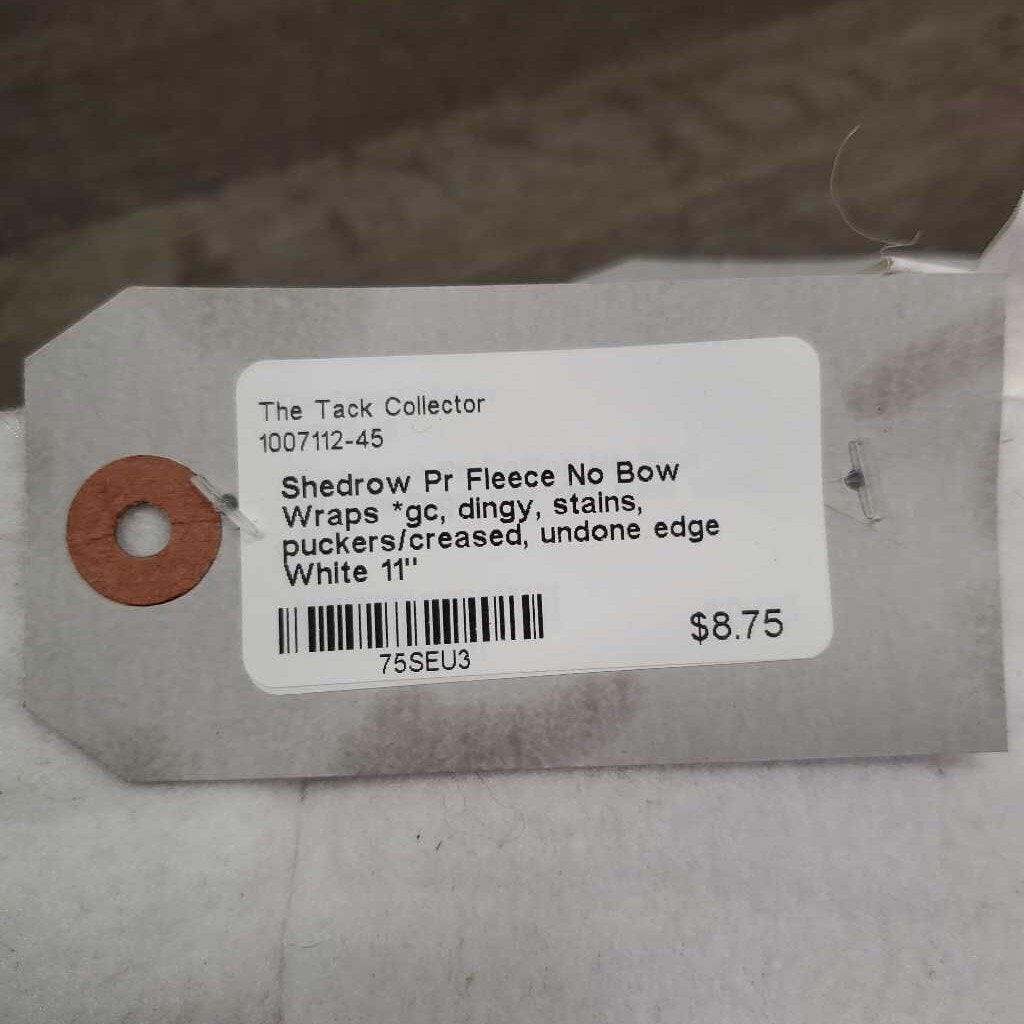 The Tack Collector
1007112-45
Shedrow Pr Fleece No Bow
Wraps *gc, dingy, stains,
puckers/creased, undone edge
White 11"
75SEU3
$8.75